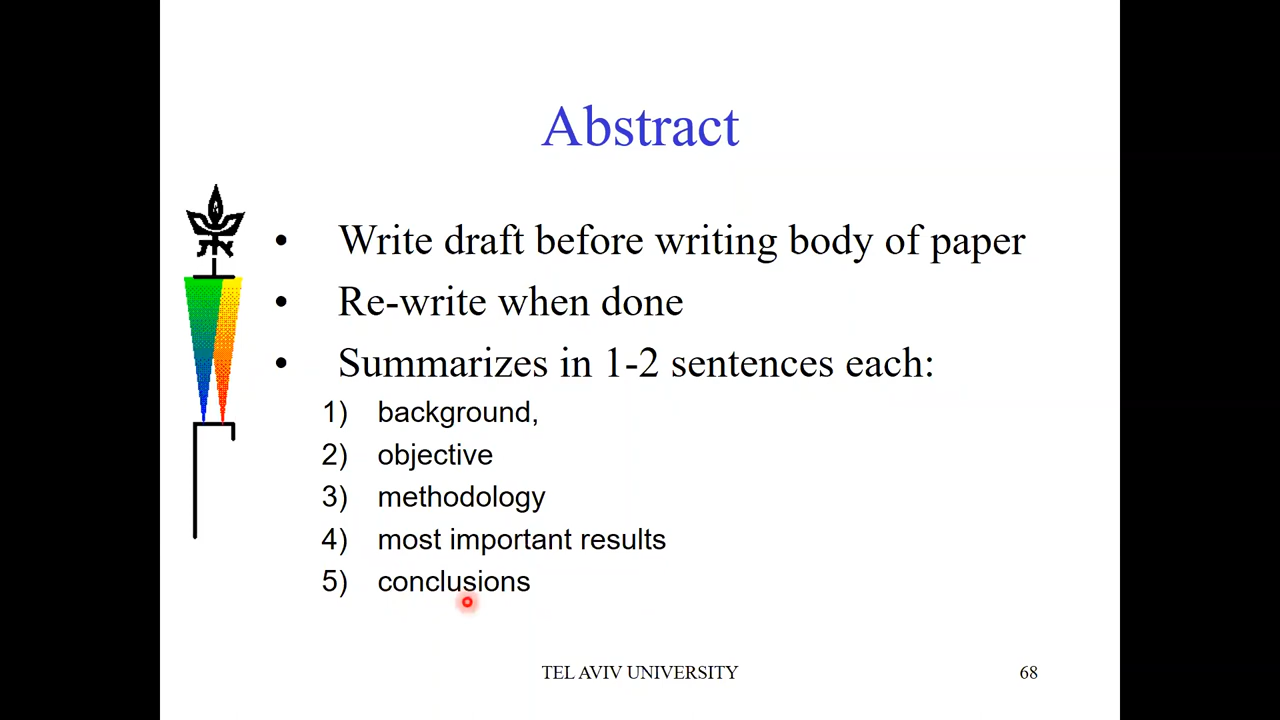 Abstract
• Write draft before writing body of paper
• Re-write when done
• Summarizes in 1-2 sentences each:
1) background,
2) objective
3) methodology
4) most important results
5) conclusions
TEL AVIV UNIVERSITY 68